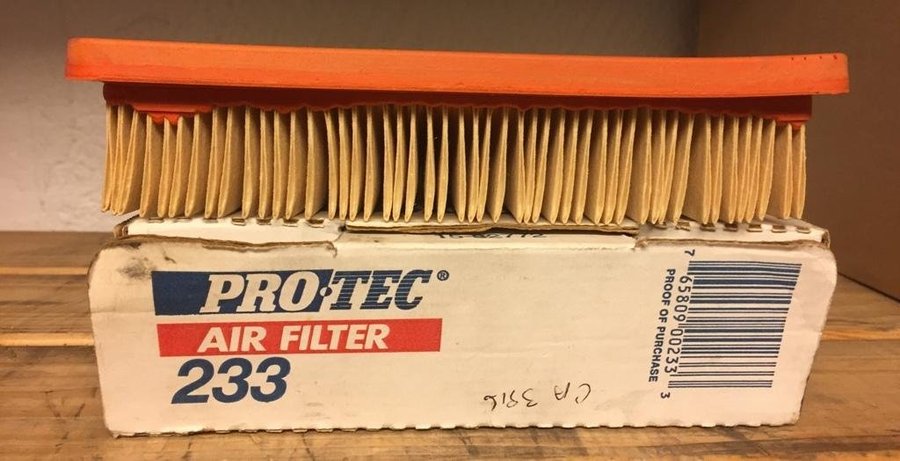 PRO·TEC®
AIR FILTER
233
CA 3916
7 65809 00233 3
PROOF OF PURCHASE